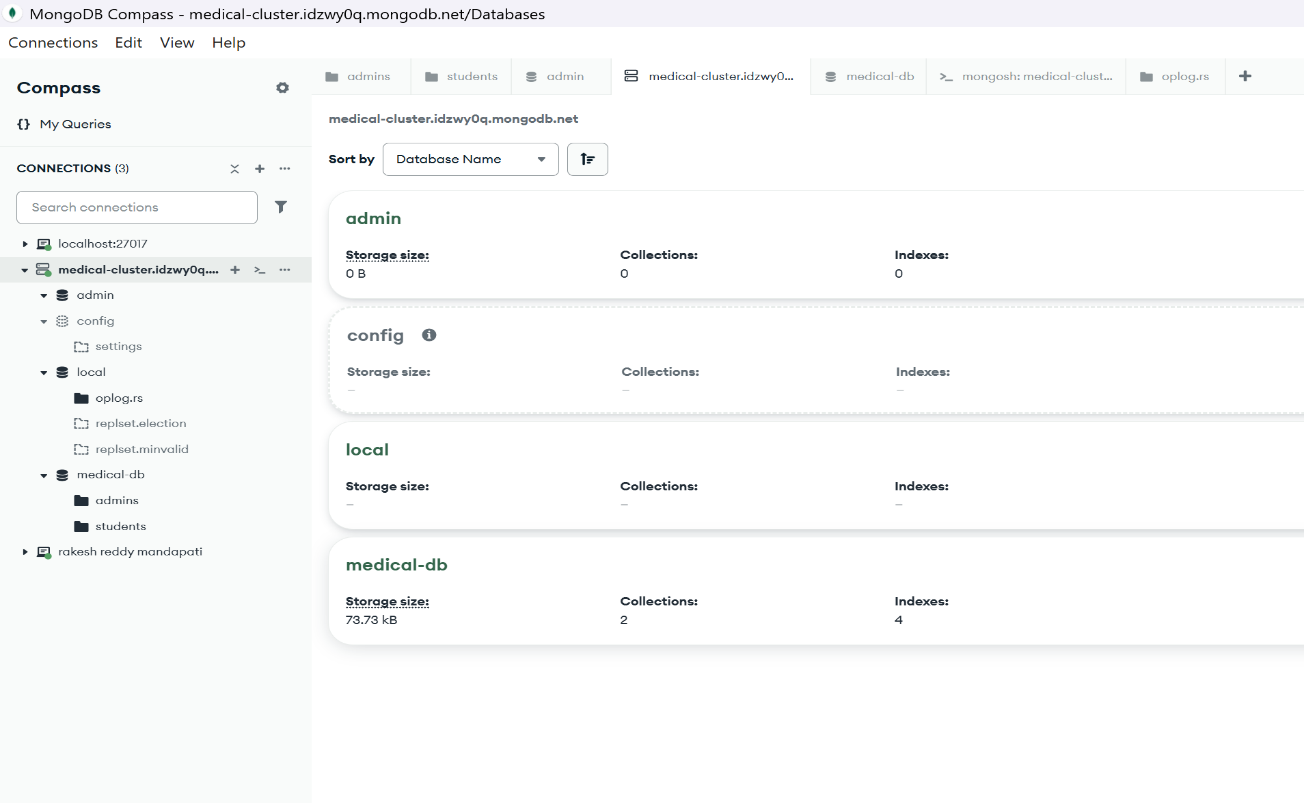 MongoDB Compass - medical-cluster.idzwy0q.mongodb.net/Databases
Connections Edit View Help
Compass
{} My Queries
CONNECTIONS (3)
Search connections
localhost:27017
medical-cluster.idzwy0q....
admin
config
settings
local
oplog.rs
replset.election
replset.minvalid
medical-db
admins
students
rakesh reddy mandapati
admins students admin medical-cluster.idzwy0... medical-db >_ mongosh: medical-clust... oplog.rs
medical-cluster.idzwy0q.mongodb.net
Sort by Database Name
admin
Storage size: Collections: Indexes:
0 B 0 0
config
Storage size: Collections: Indexes:
– – –
local
Storage size: Collections: Indexes:
– – –
medical-db
Storage size: Collections: Indexes:
73.73 kB 2 4